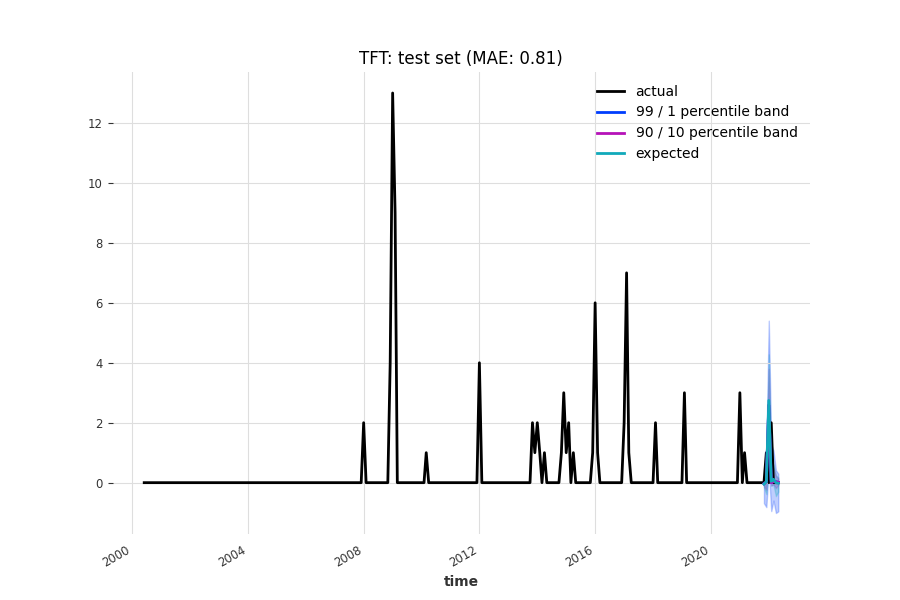 TFT: test set (MAE: 0.81)
actual
99 / 1 percentile band
90 / 10 percentile band
expected
12
10
8
6
4
2
0
2000
2004
2008
2012
2016
2020
time